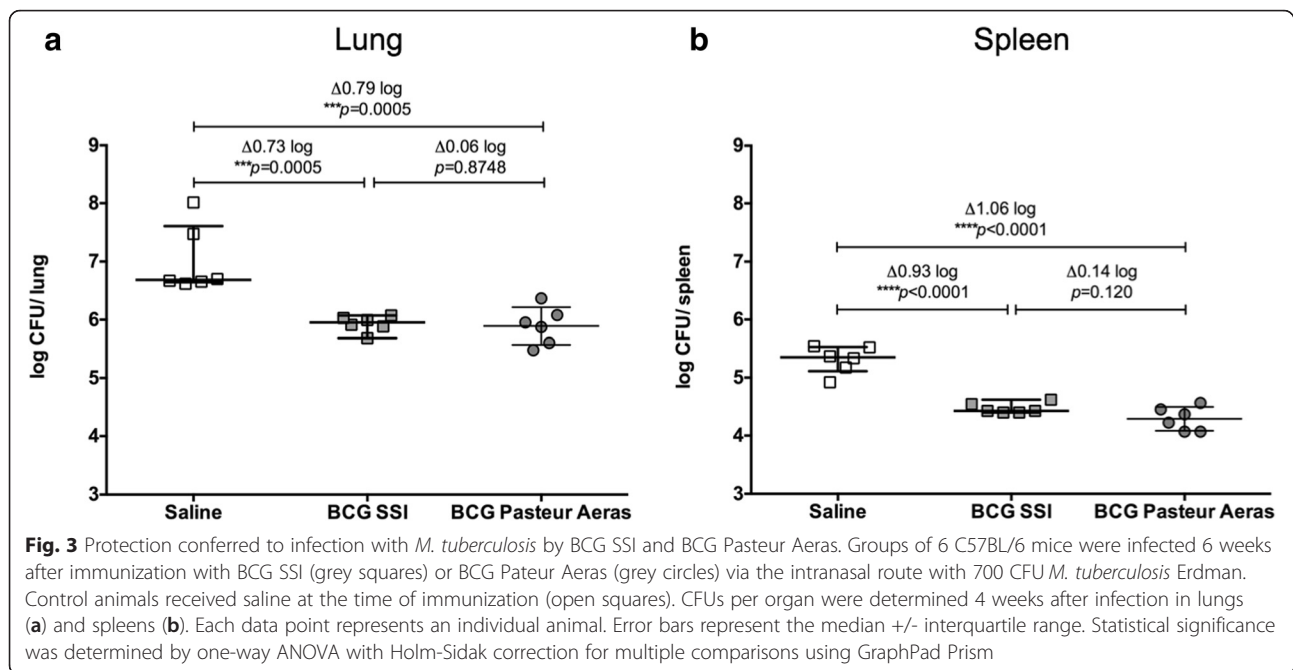 a
Lung
Δ0.79 log
***p=0.0005
Δ0.73 log
***p=0.0005
Δ0.06 log
p=0.8748
9
8
7
6
5
4
3
log CFU/ lung
Saline
BCG SSI
BCG Pasteur Aeras
b
Spleen
Δ1.06 log
****p<0.0001
Δ0.93 log
****p<0.0001
Δ0.14 log
p=0.120
9
8
7
6
5
4
3
log CFU/ spleen
Saline
BCG SSI
BCG Pasteur Aeras
Fig. 3 Protection conferred to infection with M. tuberculosis by BCG SSI and BCG Pasteur Aeras. Groups of 6 C57BL/6 mice were infected 6 weeks
after immunization with BCG SSI (grey squares) or BCG Pateur Aeras (grey circles) via the intranasal route with 700 CFU M. tuberculosis Erdman.
Control animals received saline at the time of immunization (open squares). CFUs per organ were determined 4 weeks after infection in lungs
(a) and spleens (b). Each data point represents an individual animal. Error bars represent the median +/- interquartile range. Statistical significance
was determined by one-way ANOVA with Holm-Sidak correction for multiple comparisons using GraphPad Prism